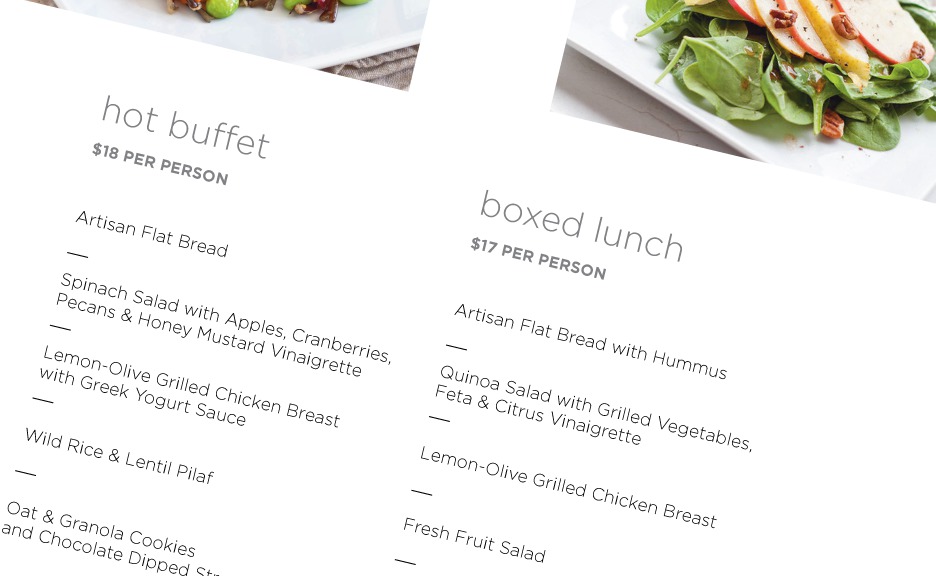 hot buffet
$18 PER PERSON
Artisan Flat Bread
—
Spinach Salad with Apples, Cranberries,
Pecans & Honey Mustard Vinaigrette
—
Lemon-Olive Grilled Chicken Breast
with Greek Yogurt Sauce
—
Wild Rice & Lentil Pilaf
—
Oat & Granola Cookies
and Chocolate Dipped
boxed lunch
$17 PER PERSON
Artisan Flat Bread with Hummus
—
Quinoa Salad with Grilled Vegetables,
Feta & Citrus Vinaigrette
—
Lemon-Olive Grilled Chicken Breast
—
Fresh Fruit Salad
—